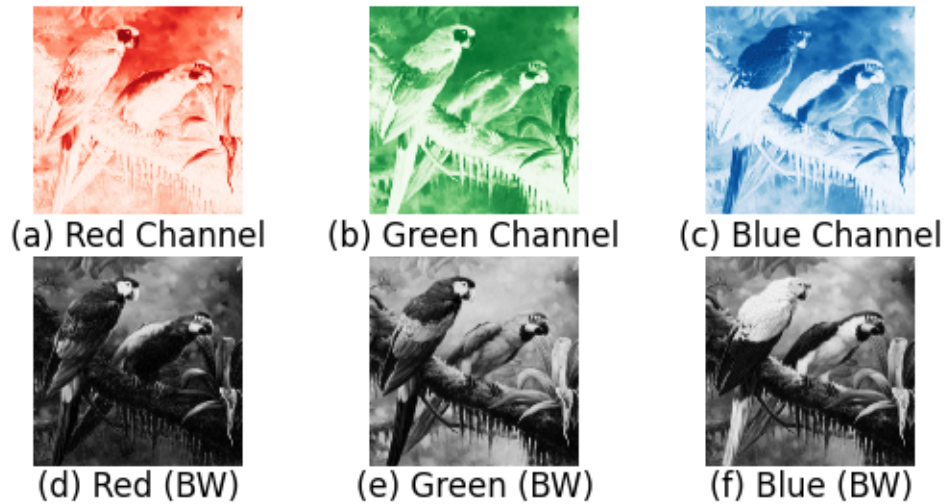 (a) Red Channel
(b) Green Channel
(c) Blue Channel
(d) Red (BW)
(e) Green (BW)
(f) Blue (BW)